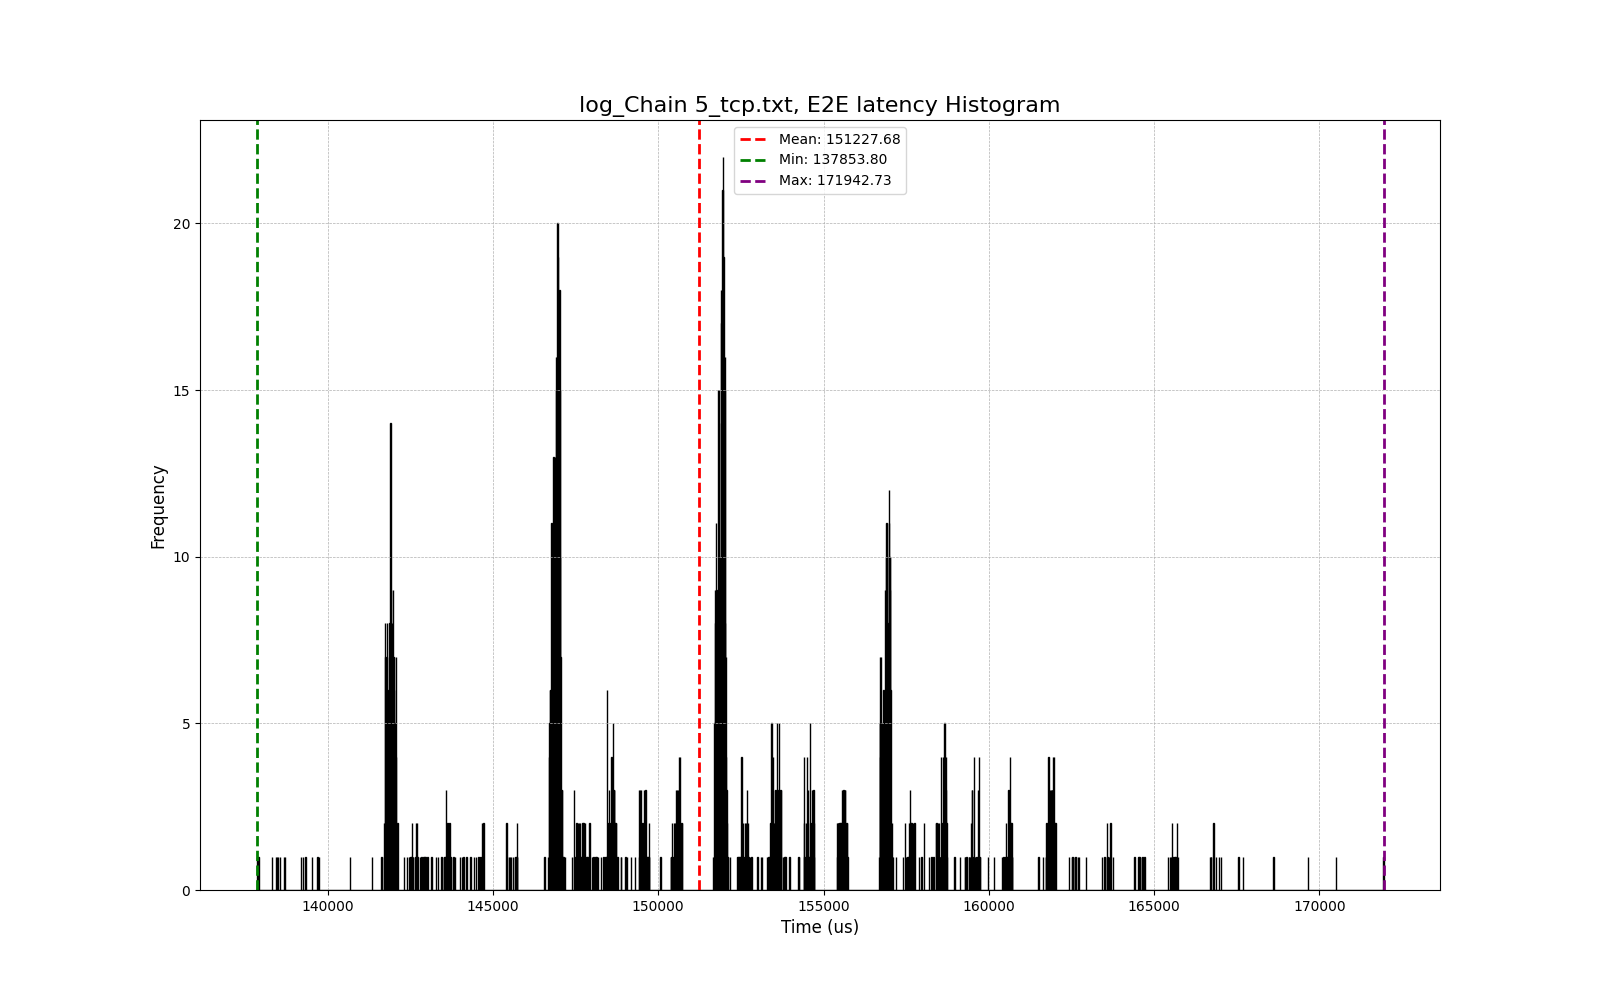 log_Chain 5_tcp.txt, E2E latency Histogram
Mean: 151227.68
Min: 137853.80
Max: 171942.73
Frequency
20
15
10
5
0
140000 145000 150000 155000 160000 165000 170000
Time (us)